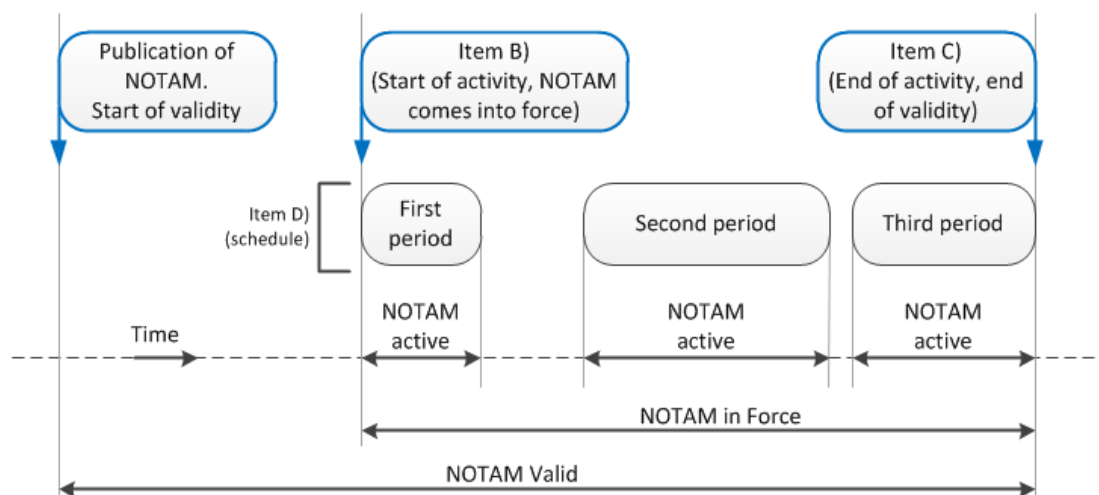 Publication of
NOTAM.
Start of validity
Item B)
(Start of activity, NOTAM
comes into force)
Item C)
(End of activity, end
of validity)
Item D)
(schedule)
First
period
Second period
Third period
Time
NOTAM
active
NOTAM
active
NOTAM
active
NOTAM in Force
NOTAM Valid